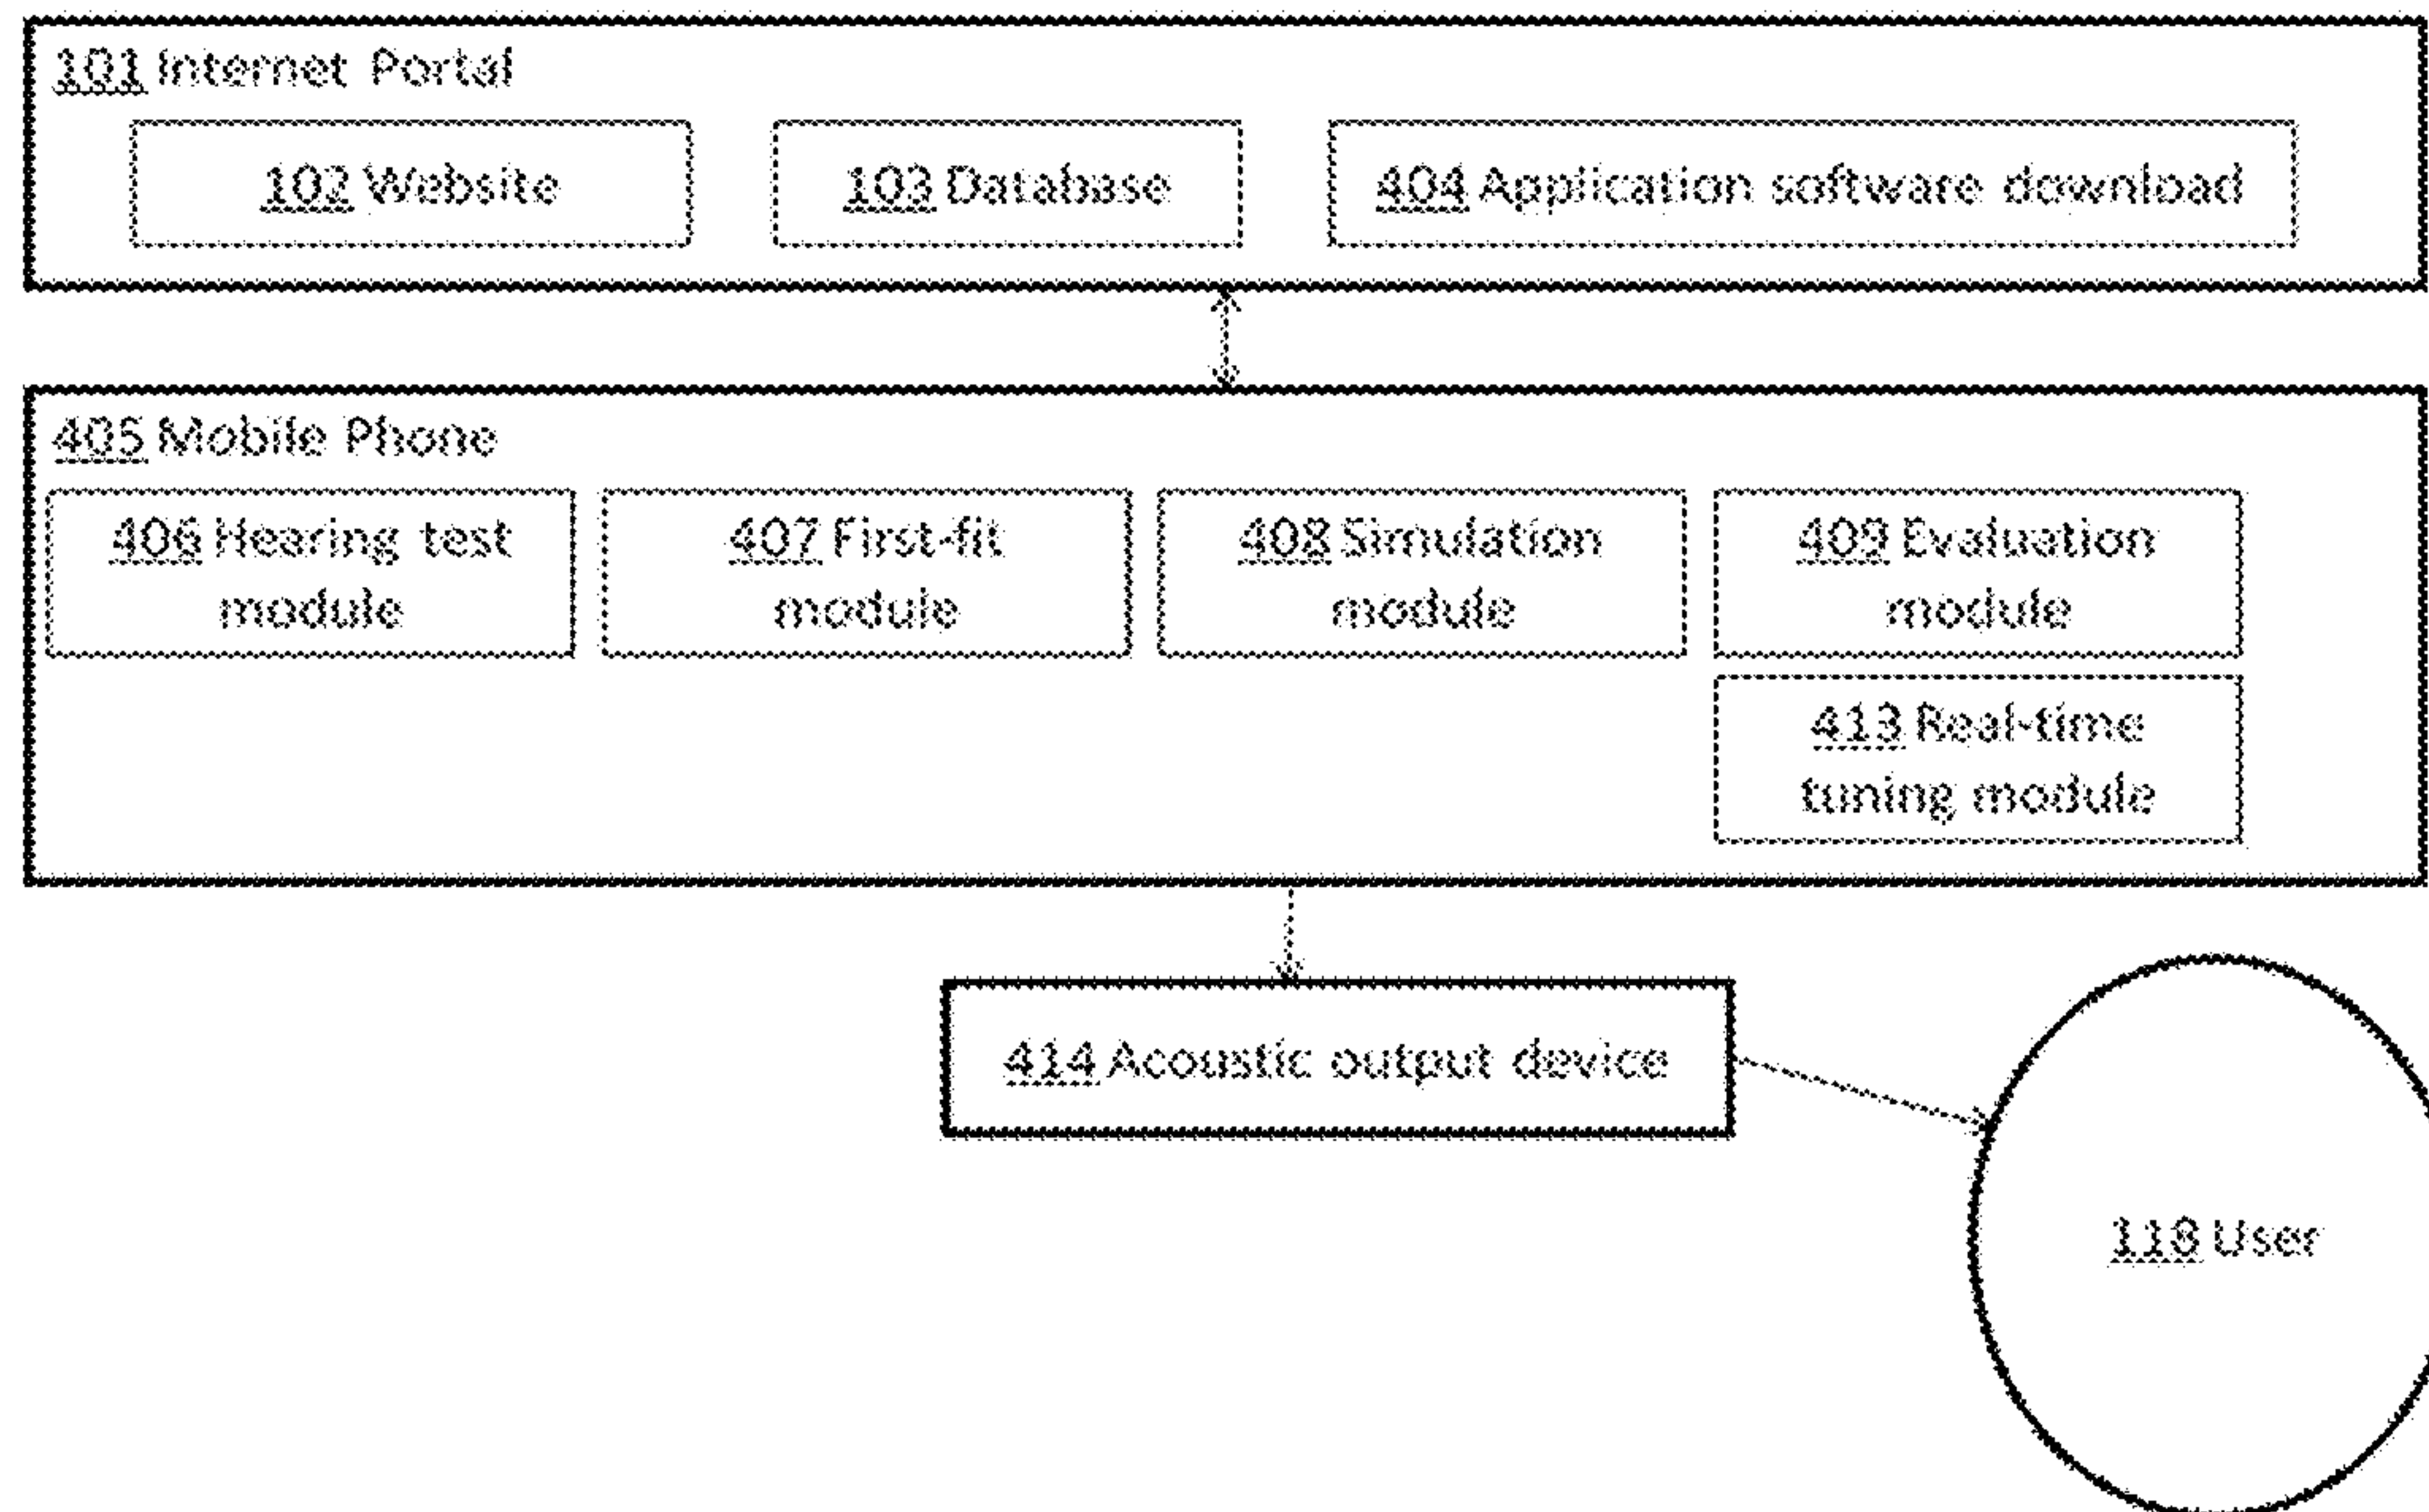 101 Internet Portal
102 Website
103 Database
404 Application software download
405 Mobile Phone
406 Hearing test
module
407 First-fit
module
408 Simulation
module
409 Evaluation
module
413 Real-time
tuning module
414 Acoustic output device
118 User